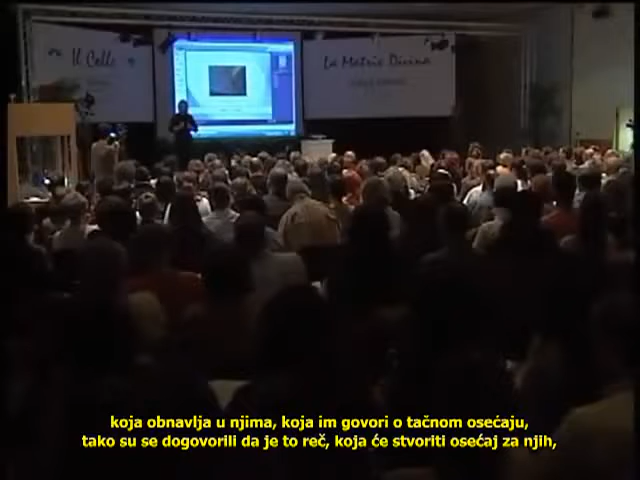 Il Colle
La Matrix Divina
koja obnavlja u njima, koja im govori o tačnom osećaju,
tako su se dogovorili da je to reč, koja će stvoriti osećaj za njih,